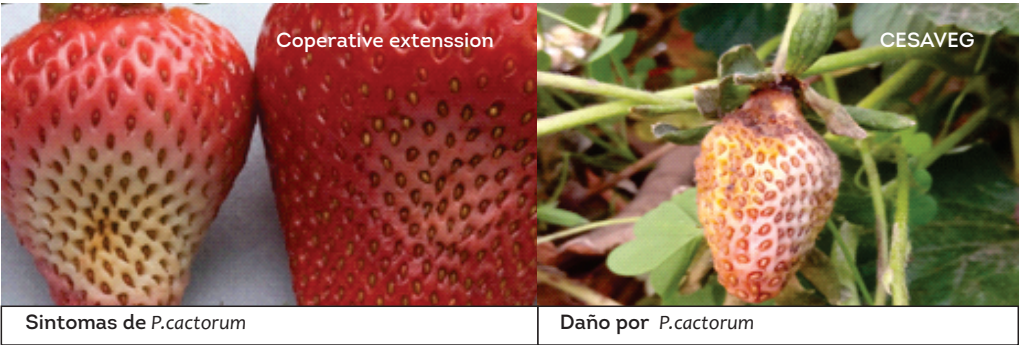 Coperative extenssion
CESAVEG
Sintomas de P.cactorum
Daño por P.cactorum